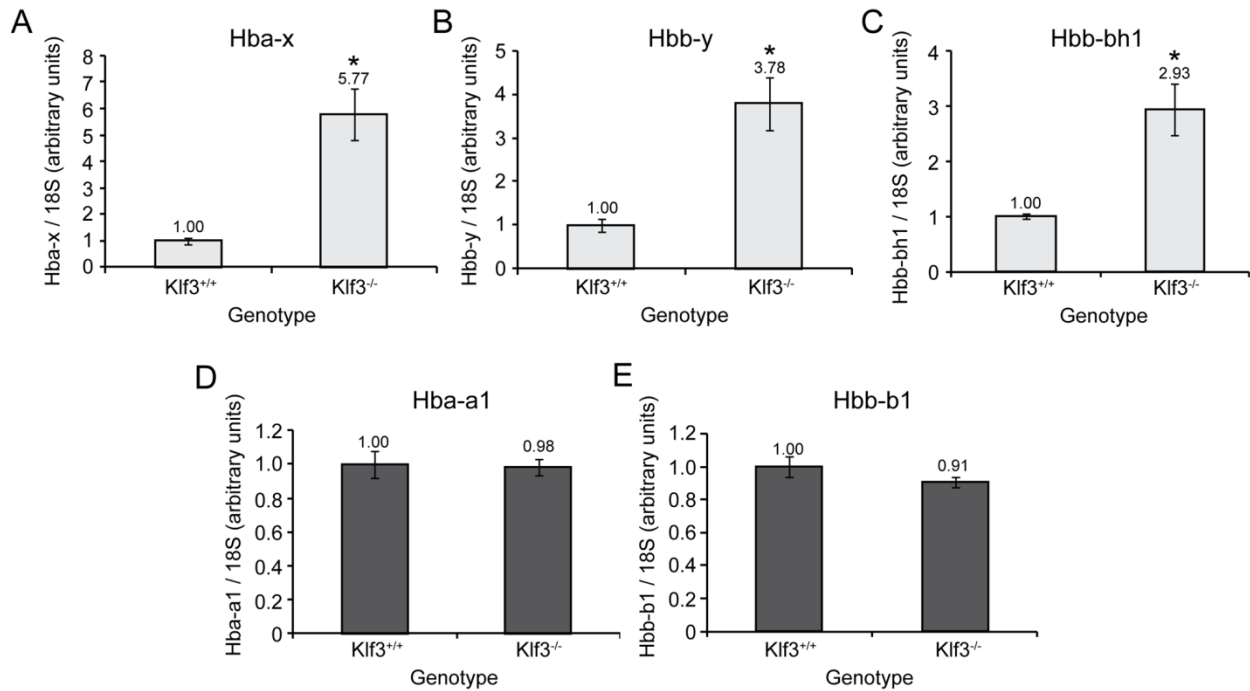 A
Hba-x
Hba-x / 18S (arbitrary units)
8
7
6
5
4
3
2
1
0
1.00
*
5.77
Klf3+/+
Klf3-/-
Genotype
B
Hbb-y
Hbb-y / 18S (arbitrary units)
5
4
3
2
1
0
1.00
*
3.78
Klf3+/+
Klf3-/-
Genotype
C
Hbb-bh1
Hbb-bh1 / 18S (arbitrary units)
4
3
2
1
0
1.00
*
2.93
Klf3+/+
Klf3-/-
Genotype
D
Hba-a1
Hba-a1 / 18S (arbitrary units)
1.2
1.0
0.8
0.6
0.4
0.2
0
1.00
0.98
Klf3+/+
Klf3-/-
Genotype
E
Hbb-b1
Hbb-b1 / 18S (arbitrary units)
1.2
1.0
0.8
0.6
0.4
0.2
0
1.00
0.91
Klf3+/+
Klf3-/-
Genotype